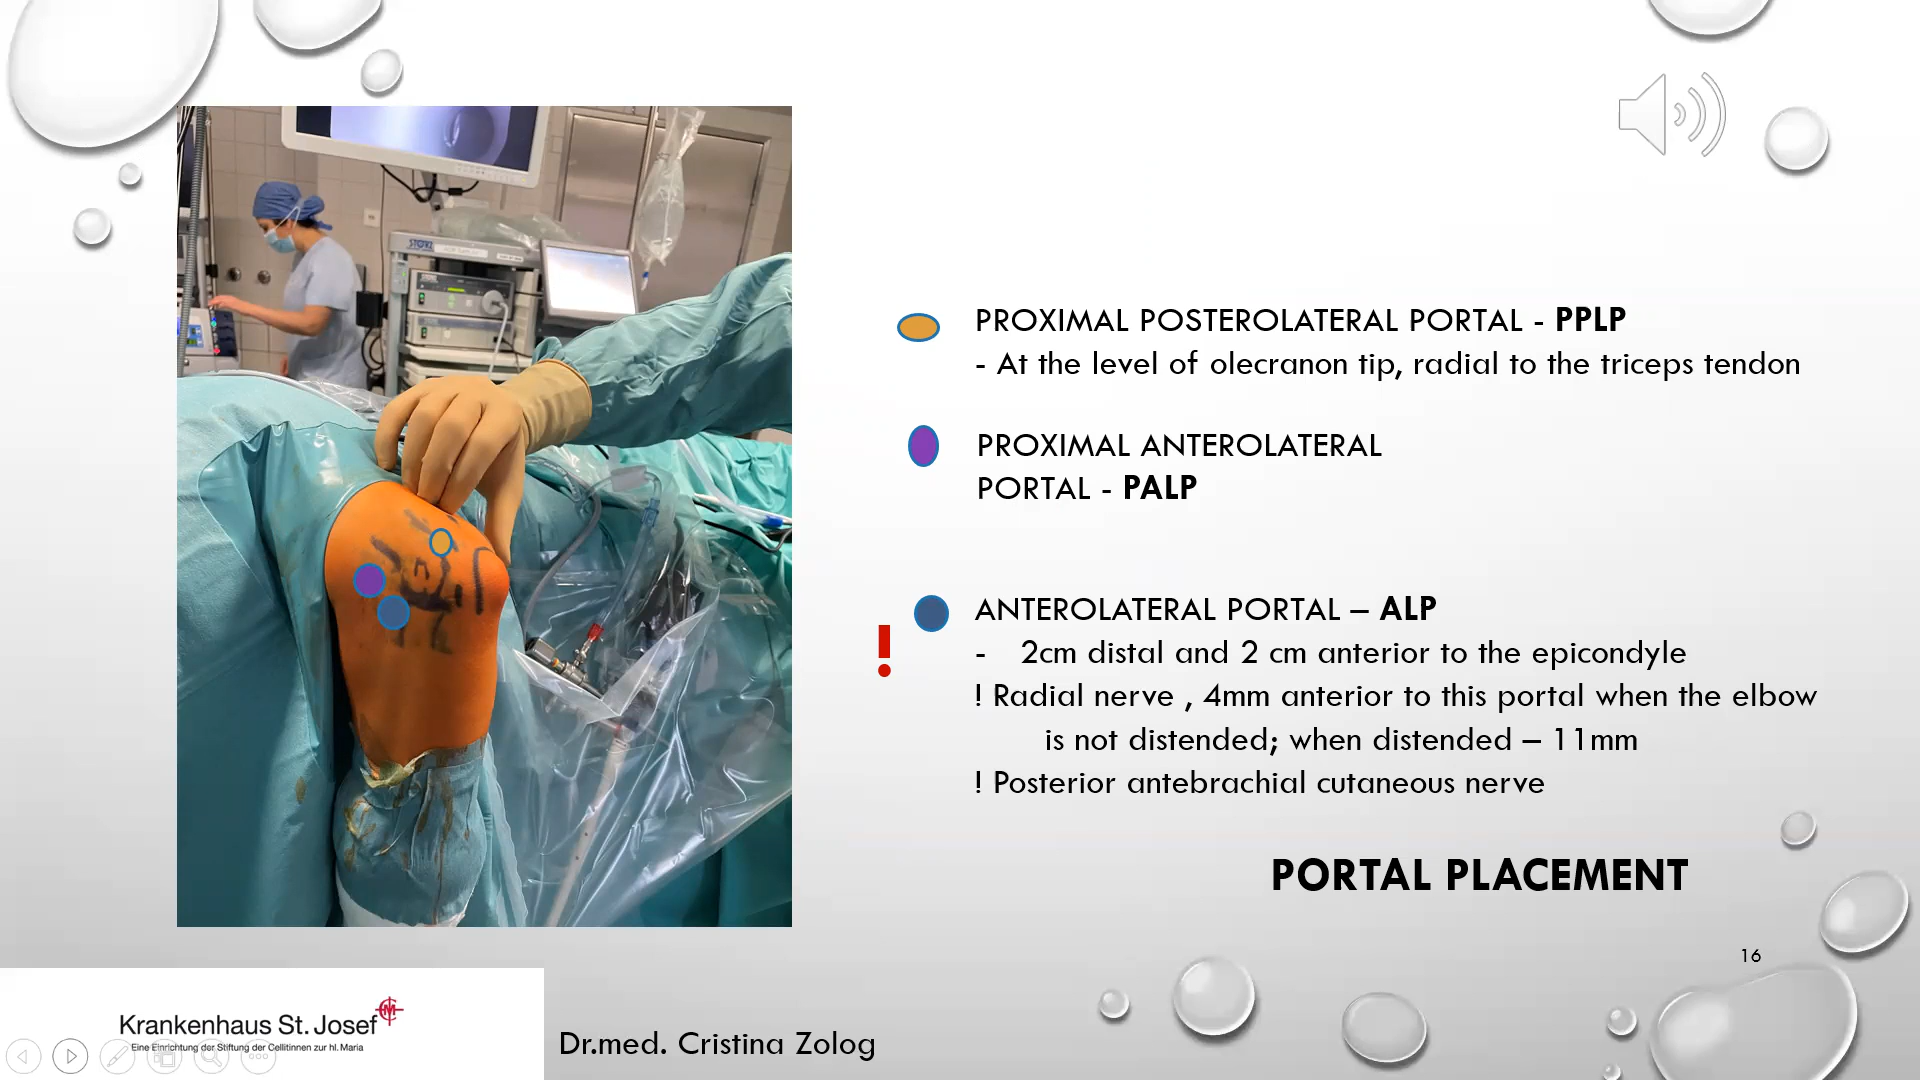 STORZ
PROXIMAL POSTEROLATERAL PORTAL - PPLP
- At the level of olecranon tip, radial to the triceps tendon
PROXIMAL ANTEROLATERAL
PORTAL - PALP
!
ANTEROLATERAL PORTAL – ALP
- 2cm distal and 2 cm anterior to the epicondyle
! Radial nerve , 4mm anterior to this portal when the elbow
is not distended; when distended – 11mm
! Posterior antebrachial cutaneous nerve
PORTAL PLACEMENT
16
Krankenhaus St. Josef
Eine Einrichtung der Stiftung der Cellitinnen zur hl. Maria
Dr.med. Cristina Zolog